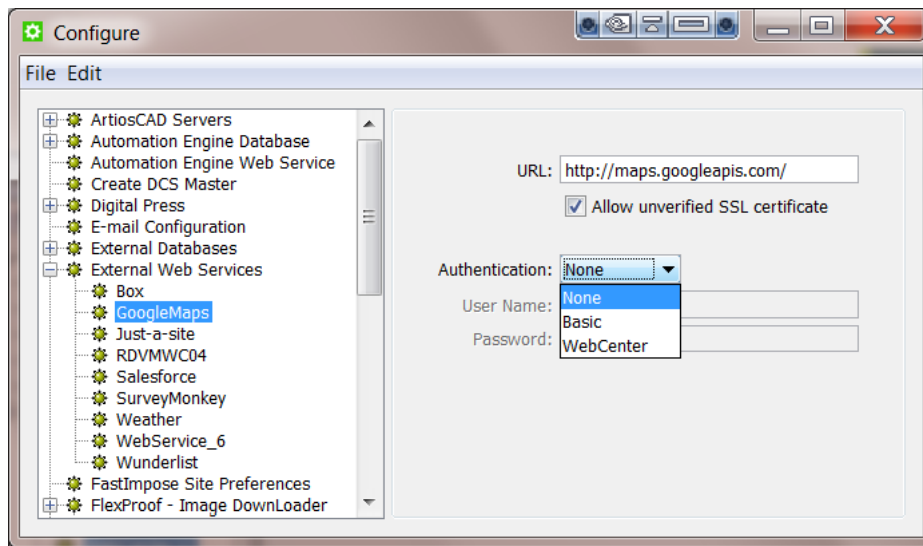 Configure
File Edit
ArtiosCAD Servers
Automation Engine Database
Automation Engine Web Service
Create DCS Master
Digital Press
E-mail Configuration
External Databases
External Web Services
Box
GoogleMaps
Just-a-site
RDVMWC04
Salesforce
SurveyMonkey
Weather
WebService_6
Wunderlist
FastImpose Site Preferences
FlexProof - Image DownLoader
URL: http://maps.googleapis.com/
Allow unverified SSL certificate
Authentication: None
User Name: None
Basic
Password: WebCenter